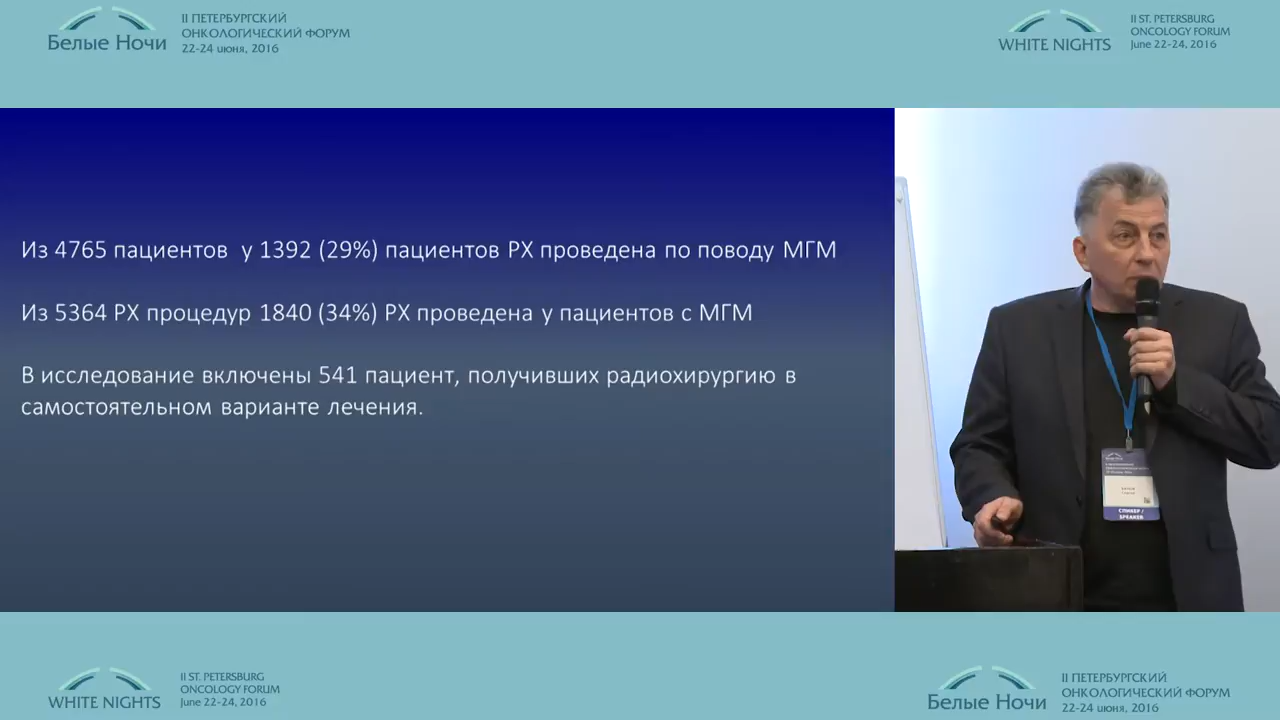 Белые Ночи
II ПЕТЕРБУРГСКИЙ
ОНКОЛОГИЧЕСКИЙ ФОРУМ
22-24 июня, 2016
WHITE NIGHTS
II ST. PETERSBURG
ONCOLOGY FORUM
June 22-24, 2016
Из 4765 пациентов у 1392 (29%) пациентов РХ проведена по поводу МГМ
Из 5364 РХ процедур 1840 (34%) РХ проведена у пациентов с МГМ
В исследование включены 541 пациент, получивших радиохирургию в
самостоятельном варианте лечения.
Белые Ночи
СПИКЕР /
SPEAKER
WHITE NIGHTS
II ST. PETERSBURG
ONCOLOGY FORUM
June 22-24, 2016
Белые Ночи
II ПЕТЕРБУРГСКИЙ
ОНКОЛОГИЧЕСКИЙ ФОРУМ
22-24 июня, 2016